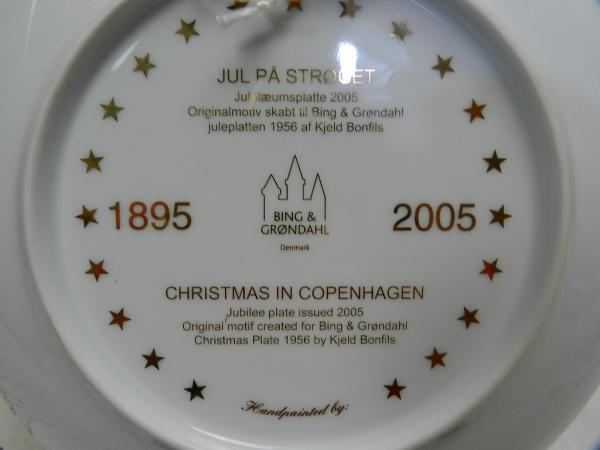 JUL PÅ STRØGET
Jubilæumsplatte 2005
Originalmotiv skabt til Bing & Grøndahl
juleplatten 1956 af Kjeld Bonfils
1895
BING &
GRØNDAHL
Denmark
2005
CHRISTMAS IN COPENHAGEN
Jubilee plate issued 2005
Original motif created for Bing & Grøndahl
Christmas Plate 1956 by Kjeld Bonfils
Handpainted by: